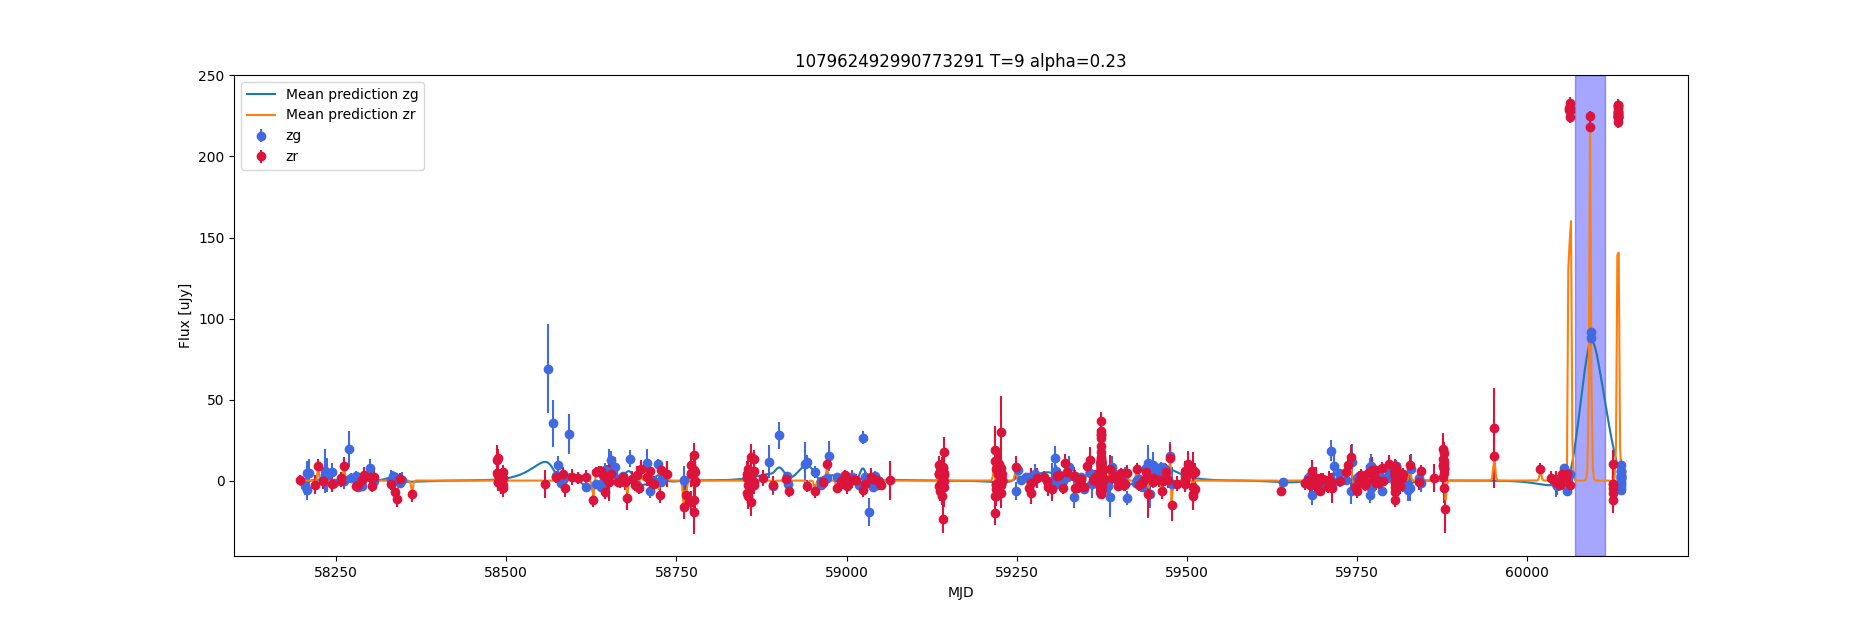 107962492990773291 T=9 alpha=0.23
250
200
150
100
50
0
Flux [uJy]
Mean prediction zg
Mean prediction zr
zg
zr
58250
58500
58750
59000
59250
59500
59750
60000
MJD